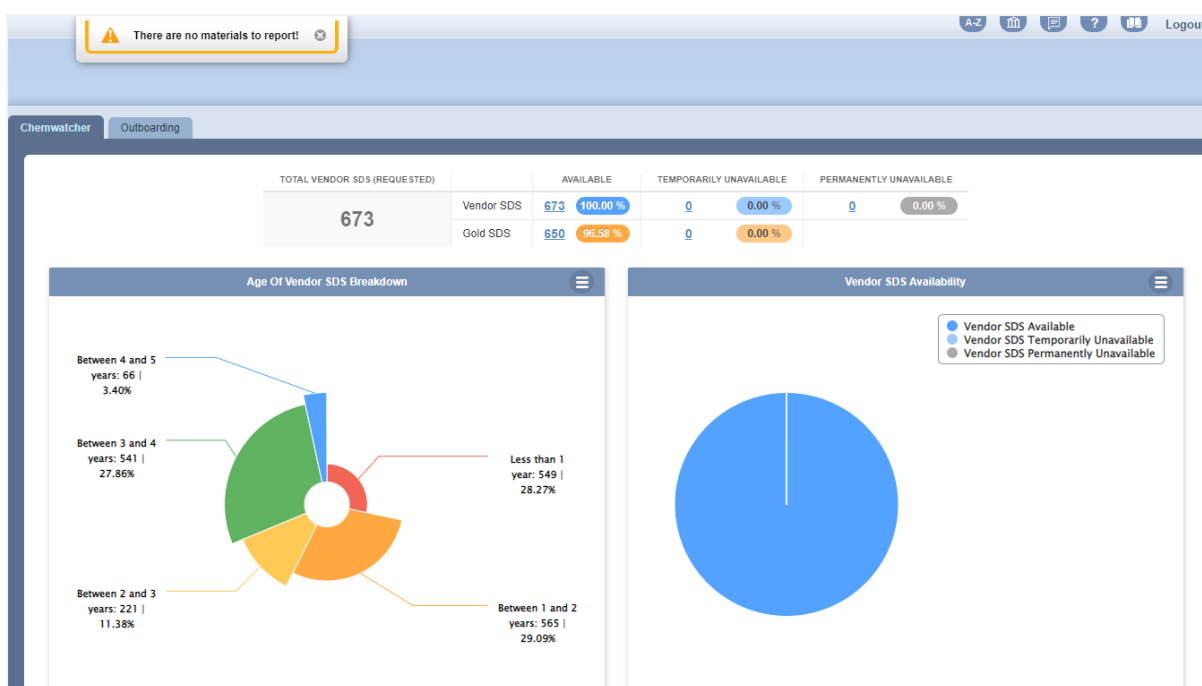 There are no materials to report!
A-Z
?
Logout
Chemwatcher
Outboarding
TOTAL VENDOR SDS (REQUESTED)
AVAILABLE
TEMPORARILY UNAVAILABLE
PERMANENTLY UNAVAILABLE
673
Vendor SDS 673 100.00 % 0 0.00 % 0 0.00 %
Gold SDS 650 96.58 % 0 0.00 %
Age Of Vendor SDS Breakdown
Between 4 and 5
years: 66 |
3.40%
Between 3 and 4
years: 541 |
27.86%
Less than 1
year: 549 |
28.27%
Between 2 and 3
years: 221 |
11.38%
Between 1 and 2
years: 565 |
29.09%
Vendor SDS Availability
Vendor SDS Available
Vendor SDS Temporarily Unavailable
Vendor SDS Permanently Unavailable